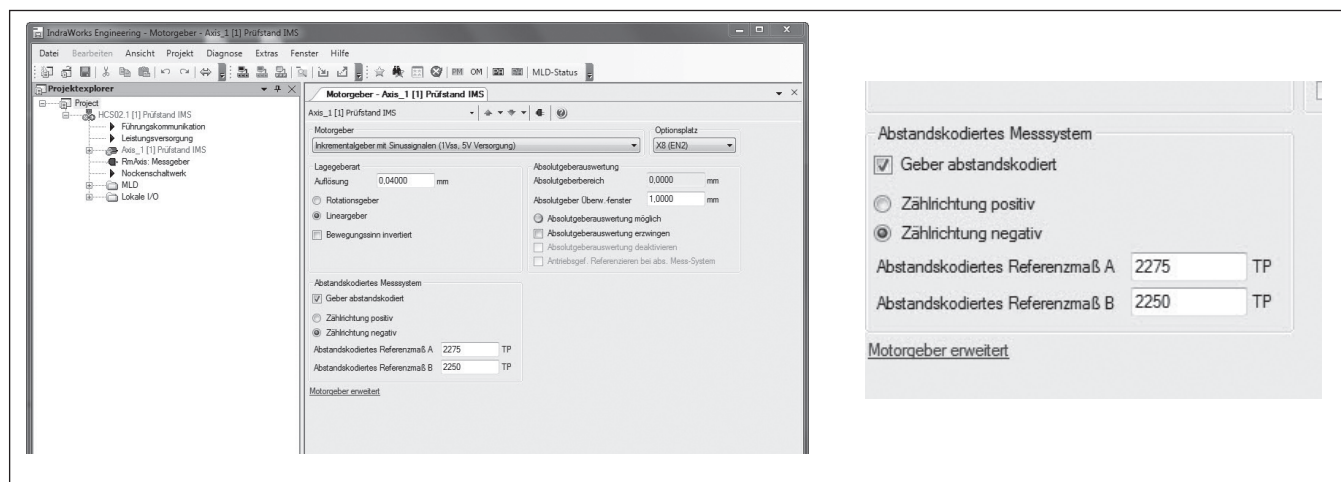 IndraWorks Engineering - Motorgeber - Axis_1 [1] Prüfstand IMS
Datei Bearbeiten Ansicht Projekt Diagnose Extras Fenster Hilfe
PM OM MLD-Status
Projektexplorer
Project
HCS02.1 [1] Prüfstand IMS
Führungskommunikation
Leistungsversorgung
Axis_1 [1] Prüfstand IMS
RmAxis: Messgeber
Nockenschaltwerk
MLD
Lokale I/O
Motorgeber - Axis_1 [1] Prüfstand IMS
Axis_1 [1] Prüfstand IMS
Motorgeber
Inkrementalgeber mit Sinussignalen (1Vss, 5V Versorgung)
Optionsplatz
X8 (EN2)
Lagegeberart
Auflösung 0.04000 mm
Rotationsgeber
Lineargeber
Bewegungssinn invertiert
Absolutgeberauswertung
Absolutgeberbereich 0,0000 mm
Absolutgeber Überw.-fenster 1,0000 mm
Absolutgeberauswertung möglich
Absolutgeberauswertung erzwingen
Absolutgeberauswertung deaktivieren
Antriebsgef. Referenzieren bei abs. Mess-System
Abstandskodiertes Messsystem
Geber abstandskodiert
Zählrichtung positiv
Zählrichtung negativ
Abstandskodiertes Referenzmaß A 2275 TP
Abstandskodiertes Referenzmaß B 2250 TP
Motorgeber erweitert
Abstandskodiertes Messsystem
Geber abstandskodiert
Zählrichtung positiv
Zählrichtung negativ
Abstandskodiertes Referenzmaß A 2275 TP
Abstandskodiertes Referenzmaß B 2250 TP
Motorgeber erweitert